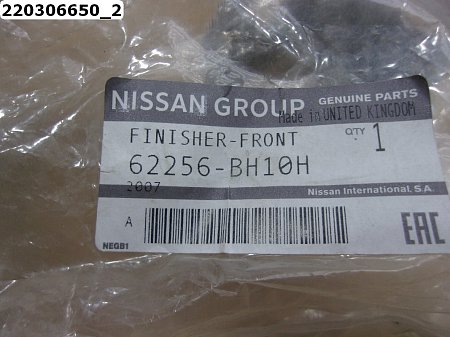 220306650_2
NISSAN GROUP GENUINE PARTS
Made in UNITED KINGDOM
FINISHER-FRONT QTY 1
62256-BH10H
2007 Nissan International, S.A.
A
NEGB1 EAC